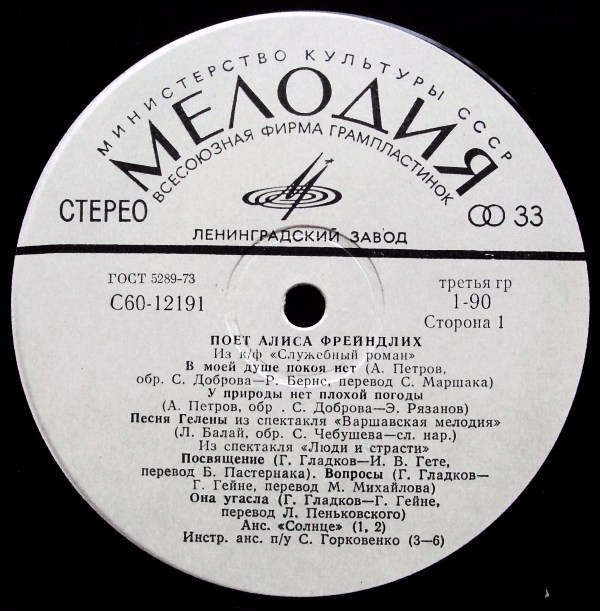 МИНИСТЕРСТВО КУЛЬТУРЫ СССР
МЕЛОДИЯ
ВСЕСОЮЗНАЯ ФИРМА ГРАМПЛАСТИНОК
СТЕРЕО
33
ЛЕНИНГРАДСКИЙ ЗАВОД
ГОСТ 5289-73
С60-12191
третья гр
1-90
Сторона 1
ПОЕТ АЛИСА ФРЕЙНДЛИХ
Из к/ф «Служебный роман»
В моей душе покоя нет (А. Петров,
обр. С. Доброва—Р. Бернс, перевод С. Маршака)
У природы нет плохой погоды
(А. Петров, обр . С. Доброва—Э. Рязанов)
Песня Гелены из спектакля «Варшавская мелодия»
(Л. Балай, обр. С. Чебушева—сл. нар.)
Из спектакля «Люди и страсти»
Посвящение (Г. Гладков—И. В. Гете,
перевод Б. Пастернака). Вопросы (Г. Гладков—
Г. Гейне, перевод М. Михайлова)
Она угасла (Г. Гладков—Г. Гейне,
перевод Л. Пеньковского)
Анс. «Солнце» (1, 2)
Инстр. анс. п/у С. Горковенко (3—6)